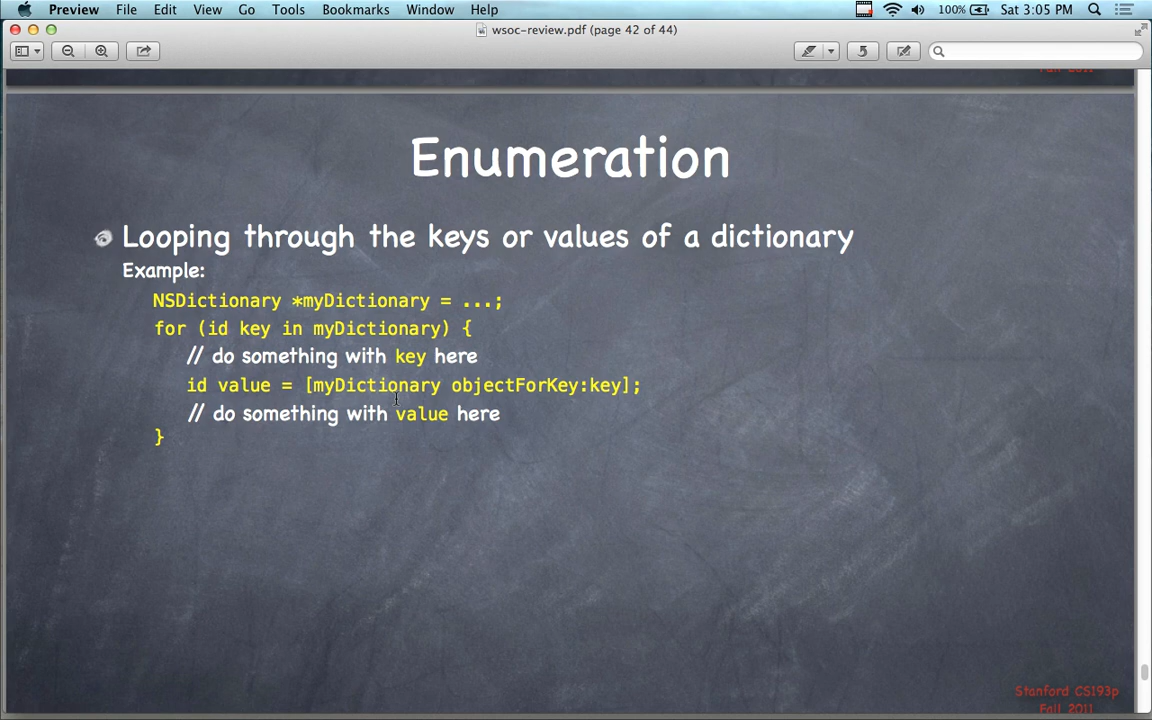 Preview File Edit View Go Tools Bookmarks Window Help 100% Sat 3:05 PM
wsoc-review.pdf (page 42 of 44)
Fall 2011
Enumeration
Looping through the keys or values of a dictionary
Example:
NSDictionary *myDictionary = ...;
for (id key in myDictionary) {
// do something with key here
id value = [myDictionary objectForKey:key];
// do something with value here
}
Stanford CS193p
Fall 2011